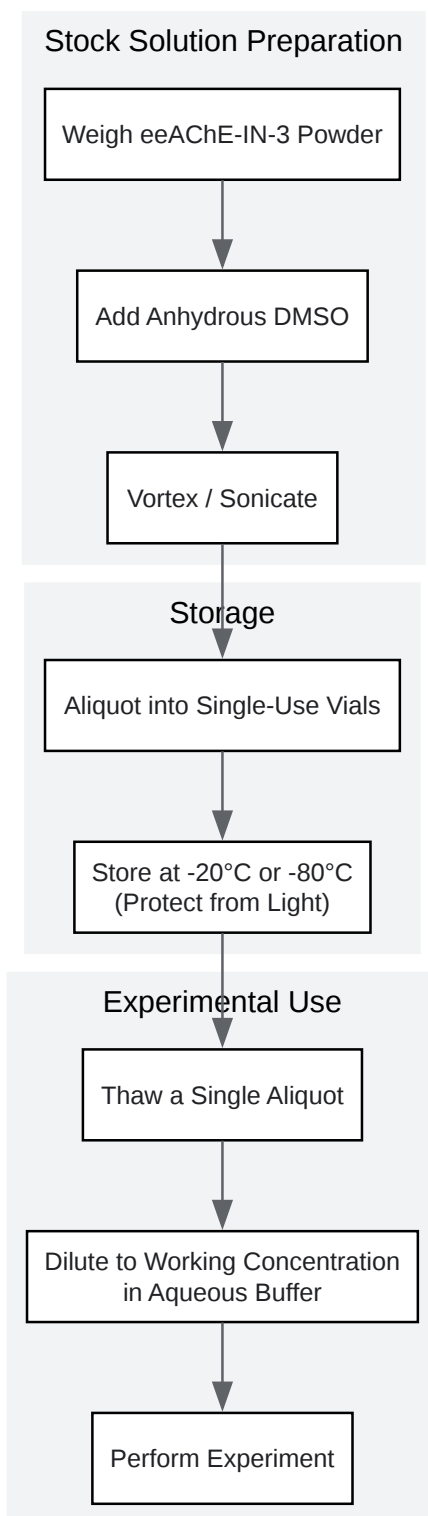 Stock Solution Preparation
Weigh eeAChE-IN-3 Powder
Add Anhydrous DMSO
Vortex / Sonicate
Storage
Aliquot into Single-Use Vials
Store at -20°C or -80°C
(Protect from Light)
Experimental Use
Thaw a Single Aliquot
Dilute to Working Concentration
in Aqueous Buffer
Perform Experiment